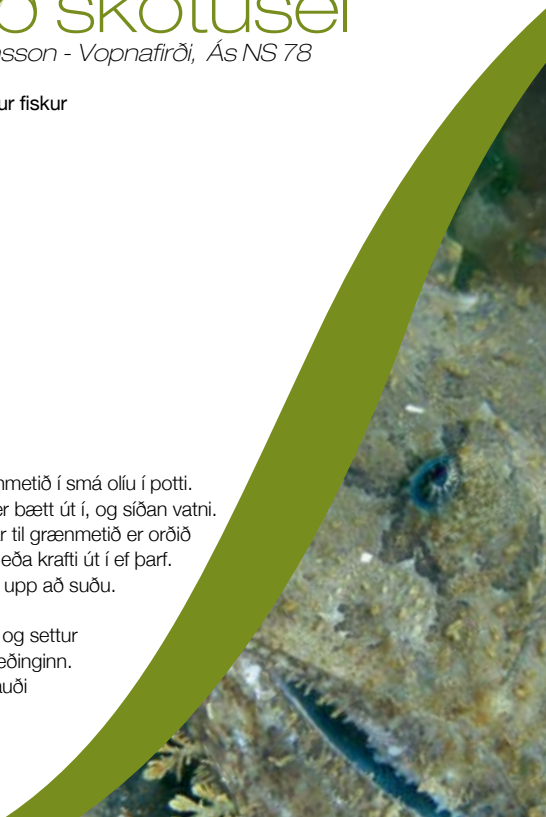 ð skötusel
sson - Vopnafirði, Ás NS 78
ur fiskur
nmetið í smá olíu í potti.
er bætt út í, og síðan vatni.
r til grænmetið er orðið
eða krafti út í ef þarf.
upp að suðu.
og settur
eðinginn.
auði